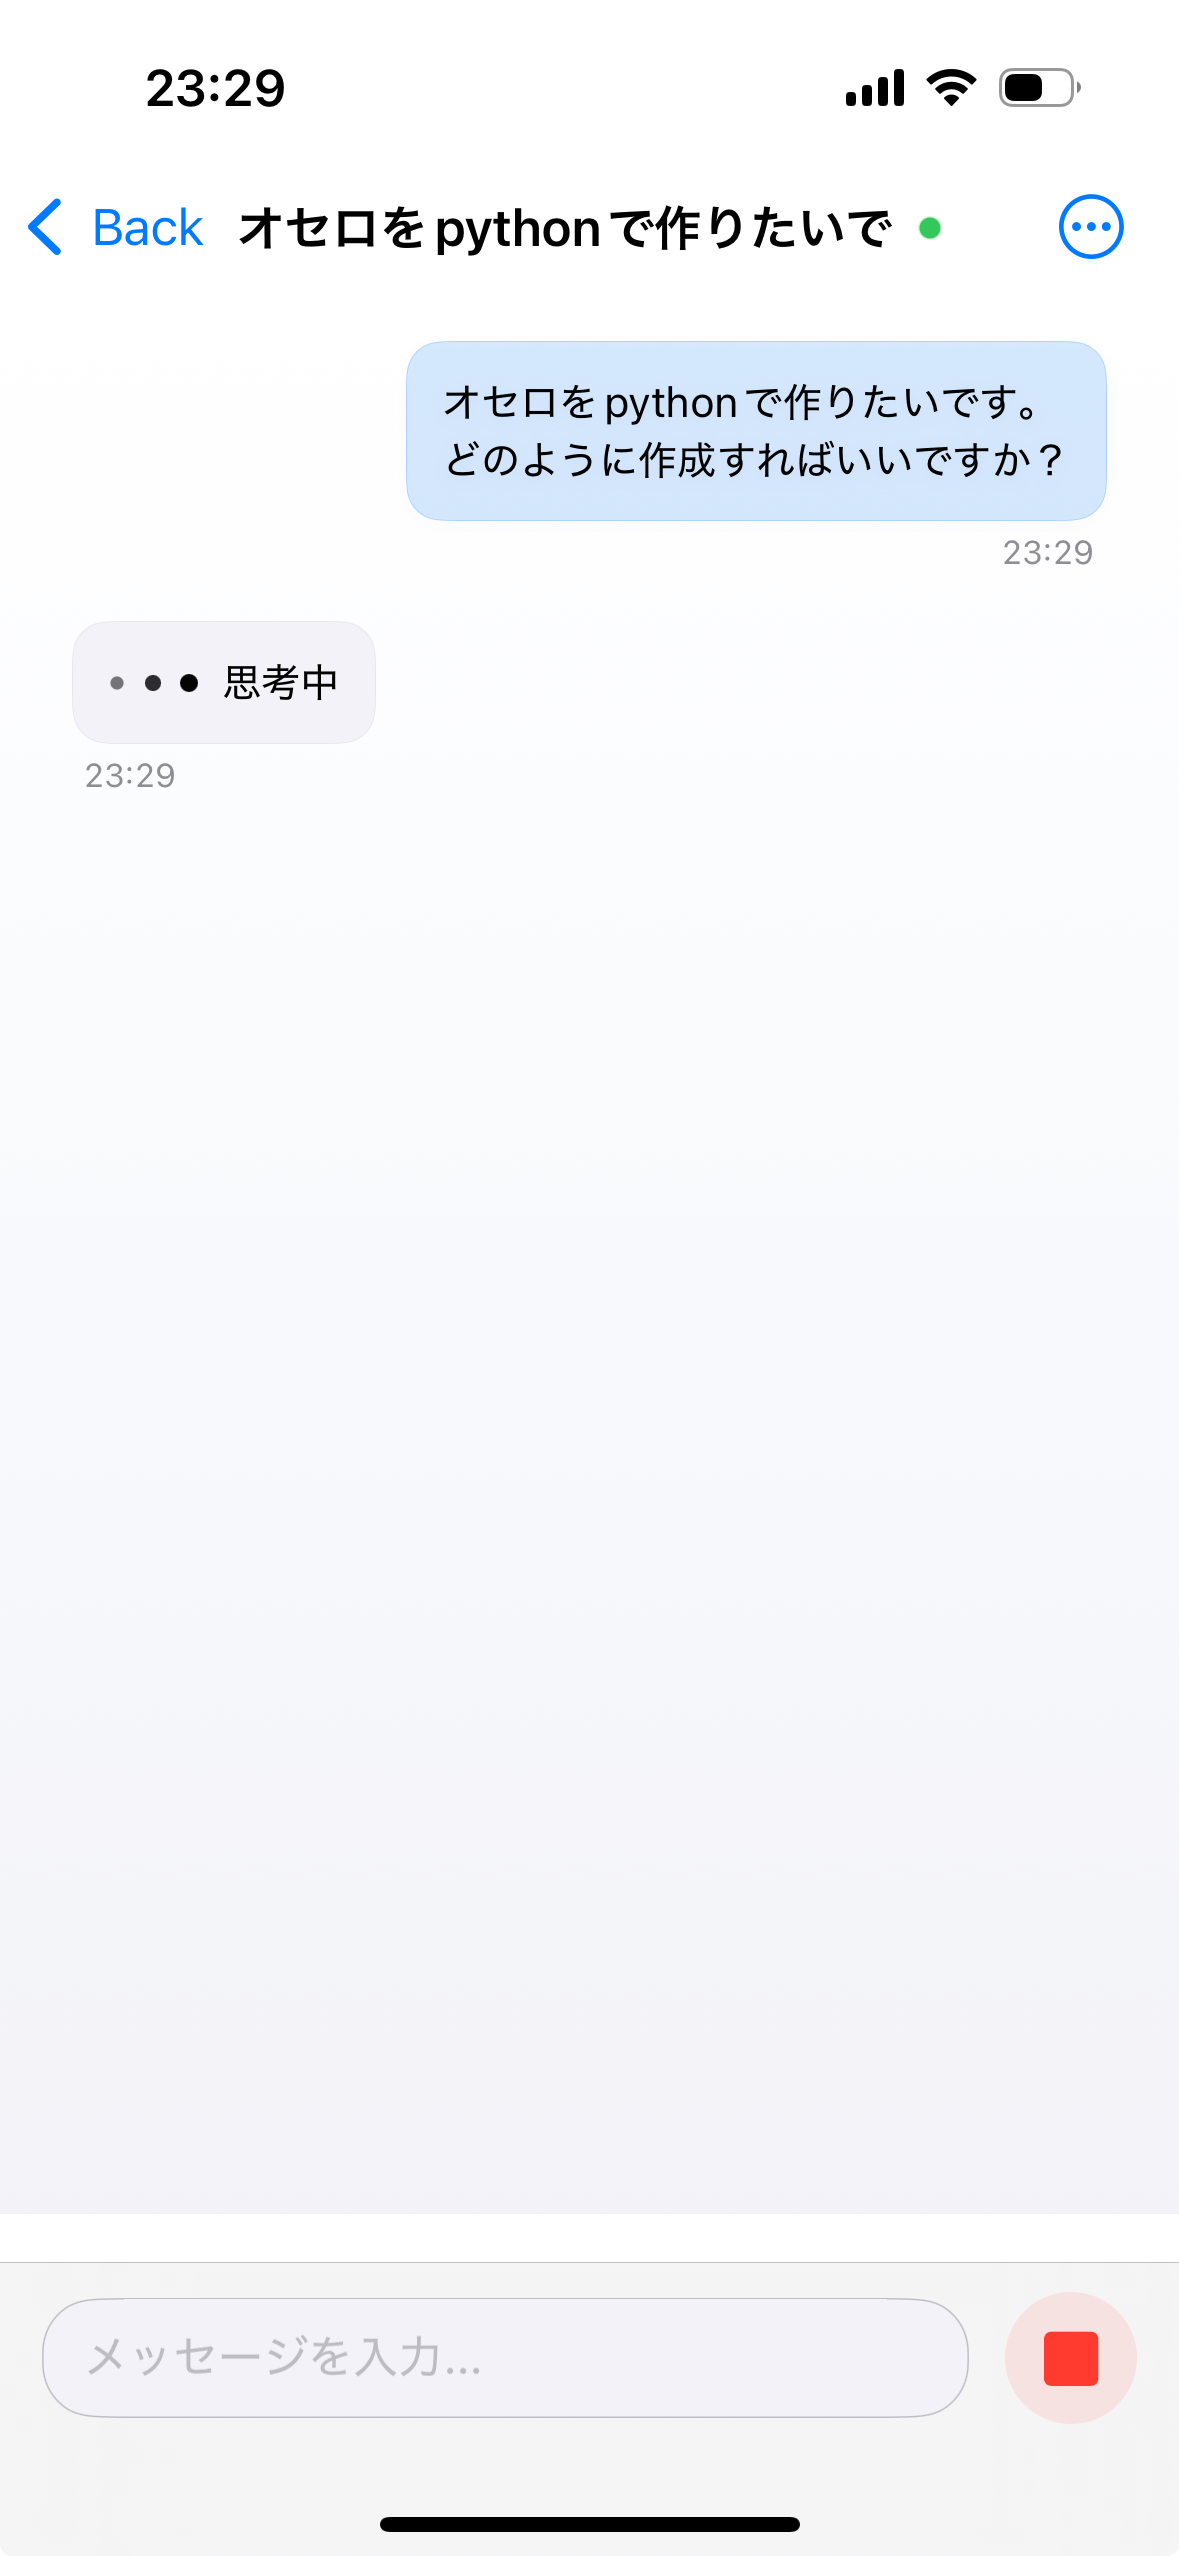 23:29
Back オセロをpythonで作りたいで
オセロをpythonで作りたいです。
どのように作成すればいいですか？
23:29
思考中
23:29
メッセージを入力...